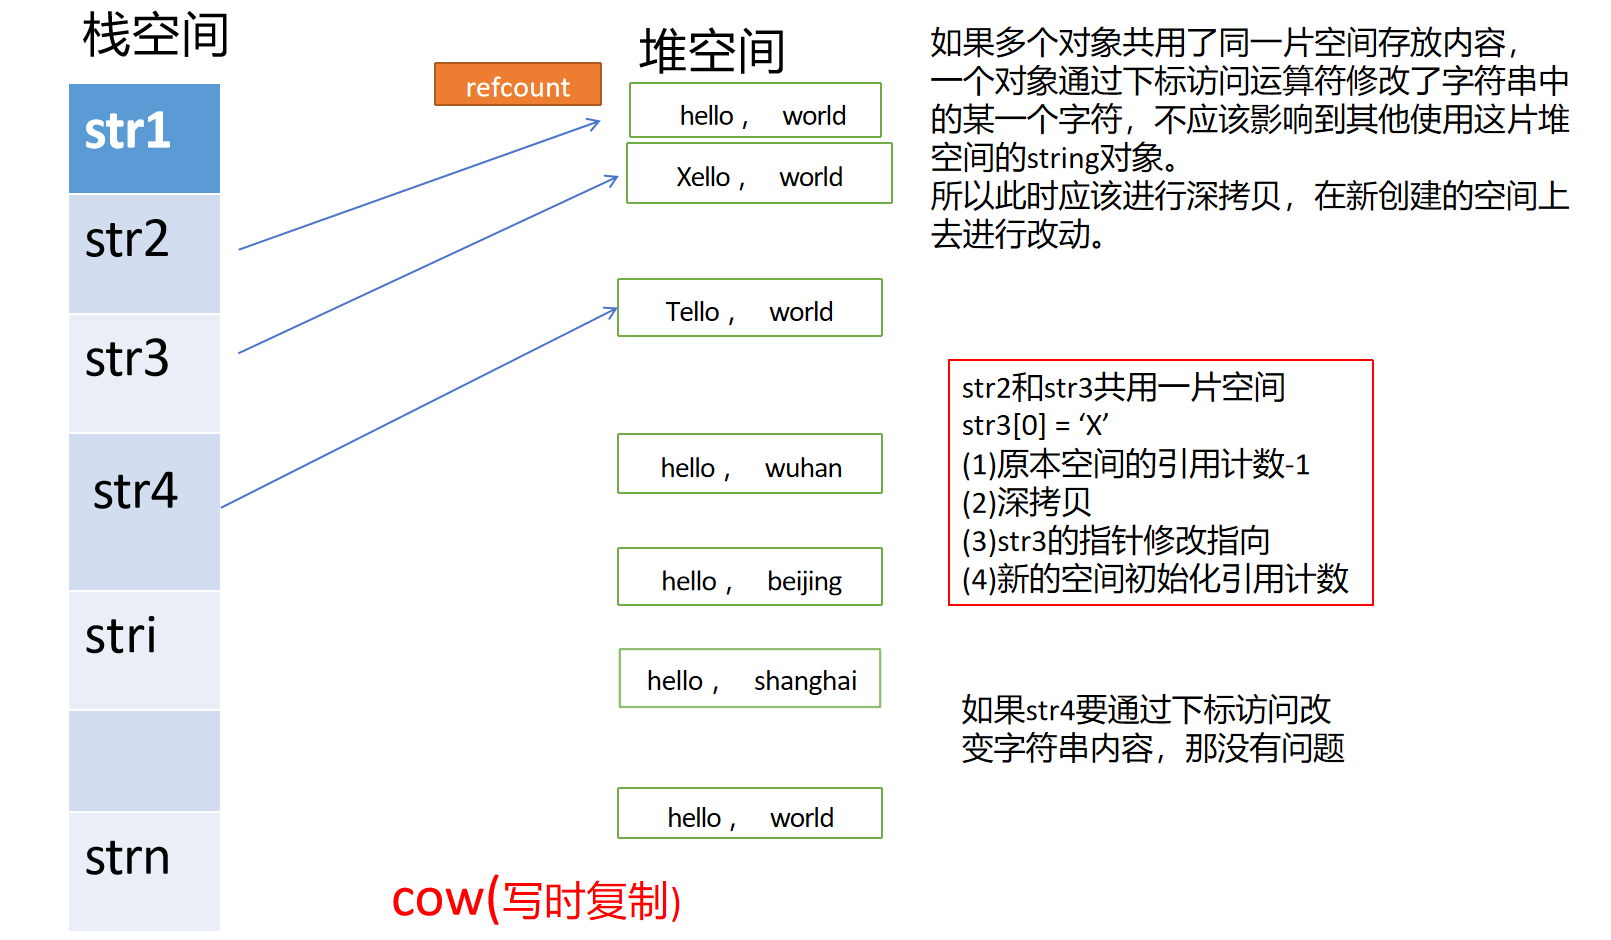 栈空间
str1
str2
str3
str4
stri
strn
refcount
堆空间
hello， world
Xello， world
Tello， world
hello， wuhan
hello， beijing
hello， shanghai
hello， world
cow(写时复制)
如果多个对象共用了同一片空间存放内容，
一个对象通过下标访问运算符修改了字符串中
的某一个字符，不应该影响到其他使用这片堆
空间的string对象。
所以此时应该进行深拷贝，在新创建的空间上
去进行改动。
str2和str3共用一片空间
str3[0] = ‘X’
(1)原本空间的引用计数-1
(2)深拷贝
(3)str3的指针修改指向
(4)新的空间初始化引用计数
如果str4要通过下标访问改
变字符串内容，那没有问题